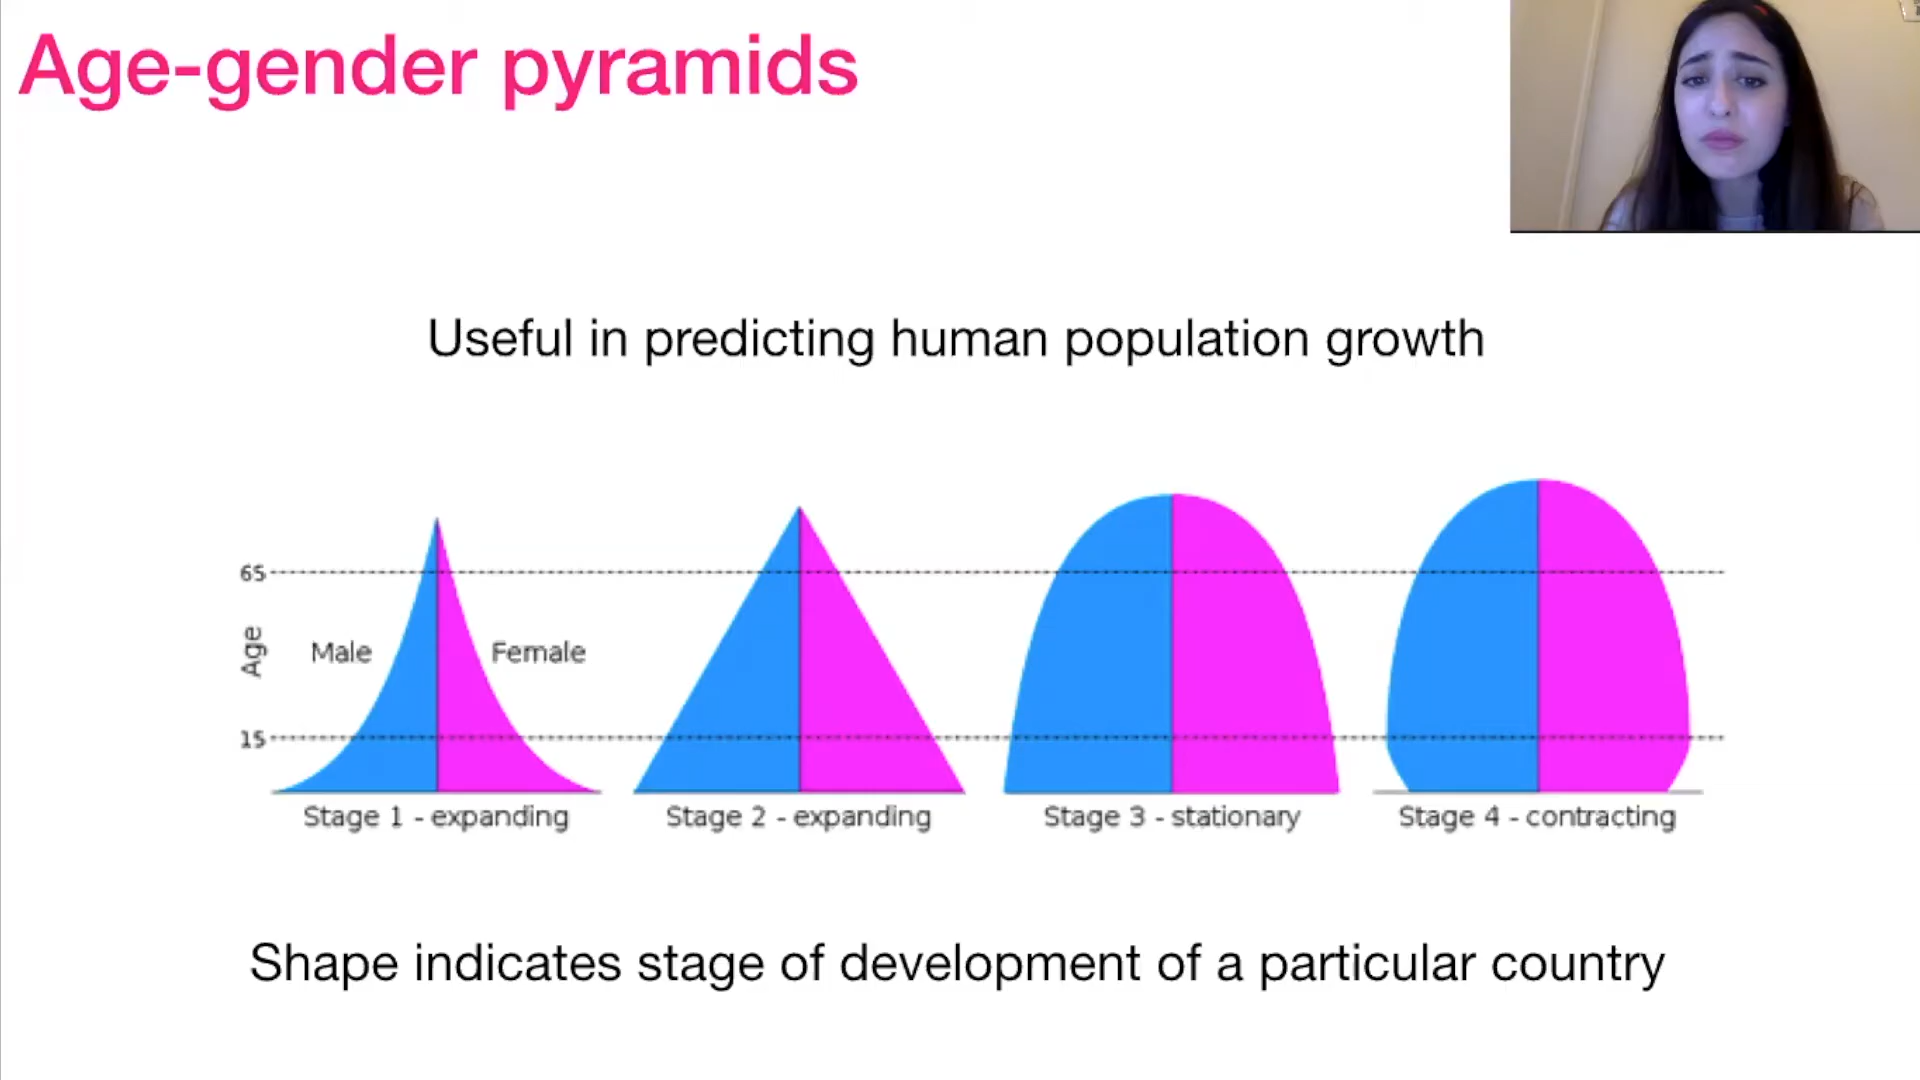 Age-gender pyramids
Useful in predicting human population growth
65
Age
Male
Female
15
Stage 1 - expanding
Stage 2 - expanding
Stage 3 - stationary
Stage 4 - contracting
Shape indicates stage of development of a particular country